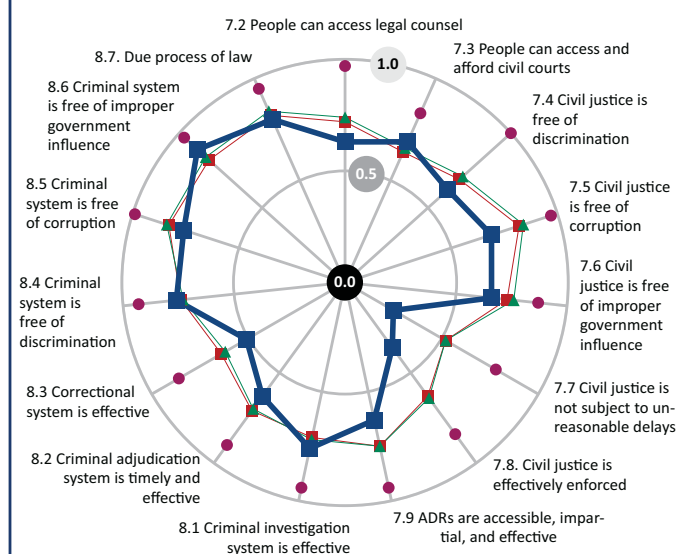 7.2 People can access legal counsel
7.3 People can access and
afford civil courts
7.4 Civil justice is
free of
discrimination
7.5 Civil justice
is free of
corruption
7.6 Civil
justice is free
of improper
government
influence
7.7 Civil justice is
not subject to un-
reasonable delays
7.8. Civil justice is
effectively enforced
7.9 ADRs are accessible, impar-
tial, and effective
8.1 Criminal investigation
system is effective
8.2 Criminal adjudication
system is timely and
effective
8.3 Correctional
system is effective
8.4 Criminal
system is
free of
discrimination
8.5 Criminal
system is free
of corruption
8.6 Criminal system
is free of improper
government
influence
8.7. Due process of law
1.0
0.5
0.0